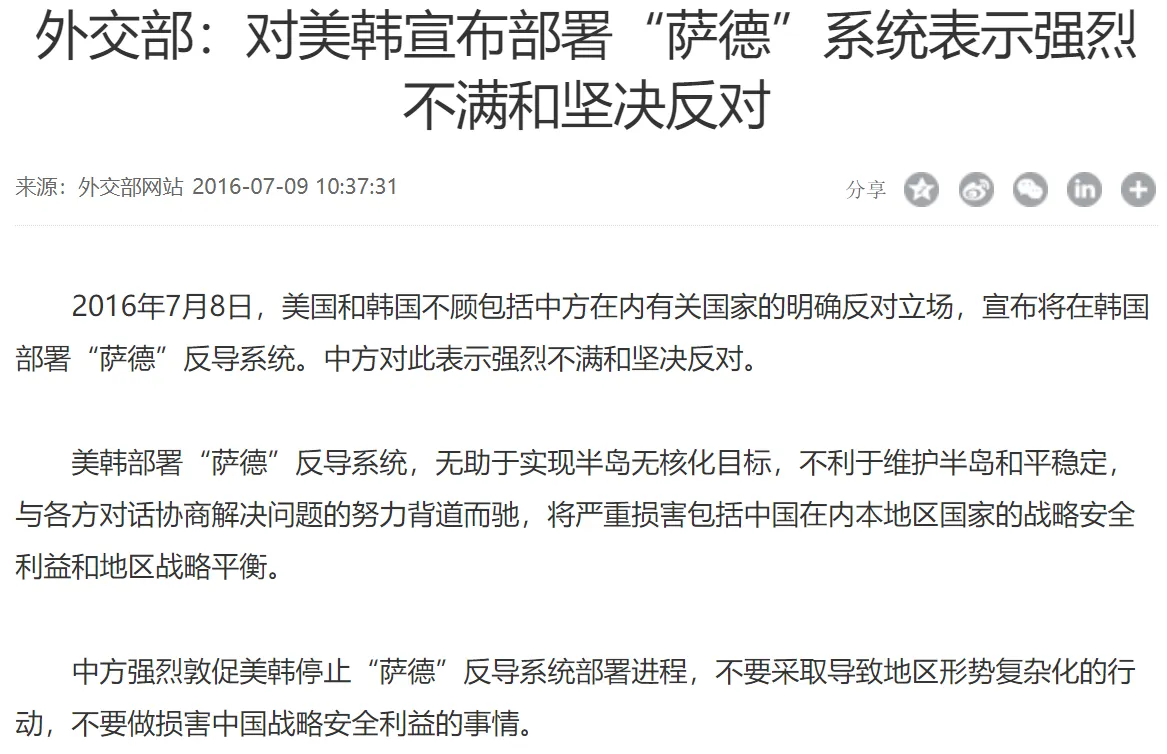 外交部：对美韩宣布部署“萨德”系统表示强烈
不满和坚决反对
来源：外交部网站 2016-07-09 10:37:31
分享
2016年7月8日，美国和韩国不顾包括中方在内有关国家的明确反对立场，宣布将在韩国
部署“萨德”反导系统。中方对此表示强烈不满和坚决反对。
美韩部署“萨德”反导系统，无助于实现半岛无核化目标，不利于维护半岛和平稳定，
与各方对话协商解决问题的努力背道而驰，将严重损害包括中国在内本地区国家的战略安全
利益和地区战略平衡。
中方强烈敦促美韩停止“萨德”反导系统部署进程，不要采取导致地区形势复杂化的行
动，不要做损害中国战略安全利益的事情。